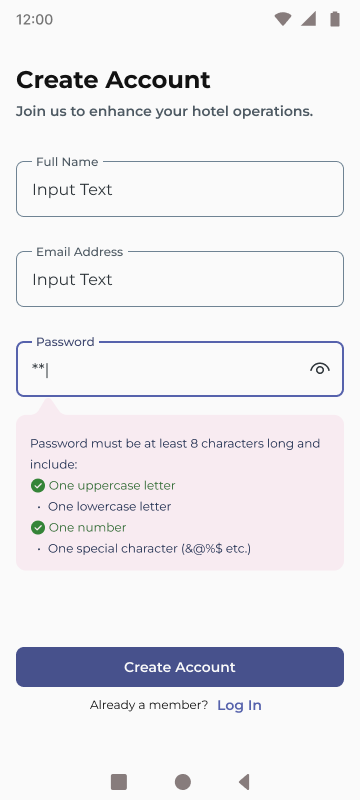 12:00
Create Account
Join us to enhance your hotel operations.
Full Name
Input Text
Email Address
Input Text
Password
**|
Password must be at least 8 characters long and
include:
One uppercase letter
• One lowercase letter
One number
• One special character (&@%$ etc.)
Create Account
Already a member? Log In